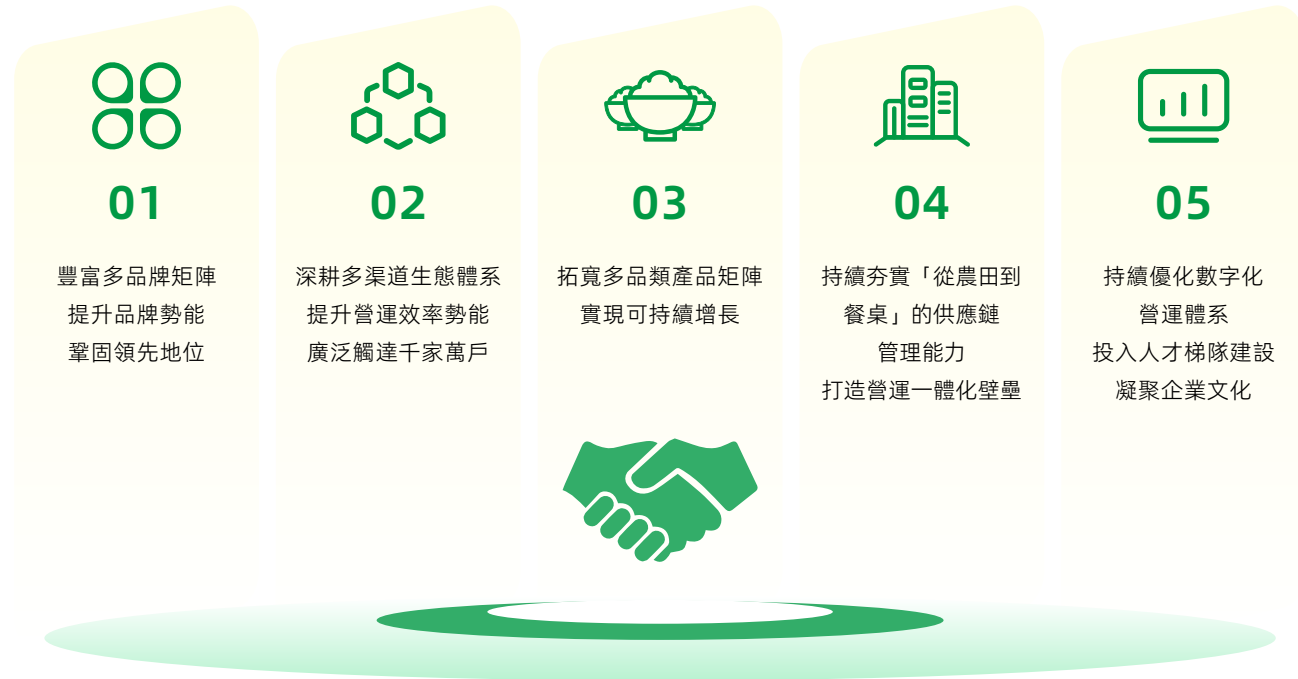 01
豐富多品牌矩陣
提升品牌勢能
鞏固領先地位
02
深耕多渠道生態體系
提升營運效率勢能
廣泛觸達千家萬戶
03
拓寬多品類產品矩陣
實現可持續增長
04
持續夯實「從農田到
餐桌」的供應鏈
管理能力
打造營運一體化壁壘
05
持續優化數字化
營運體系
投入人才梯隊建設
凝聚企業文化